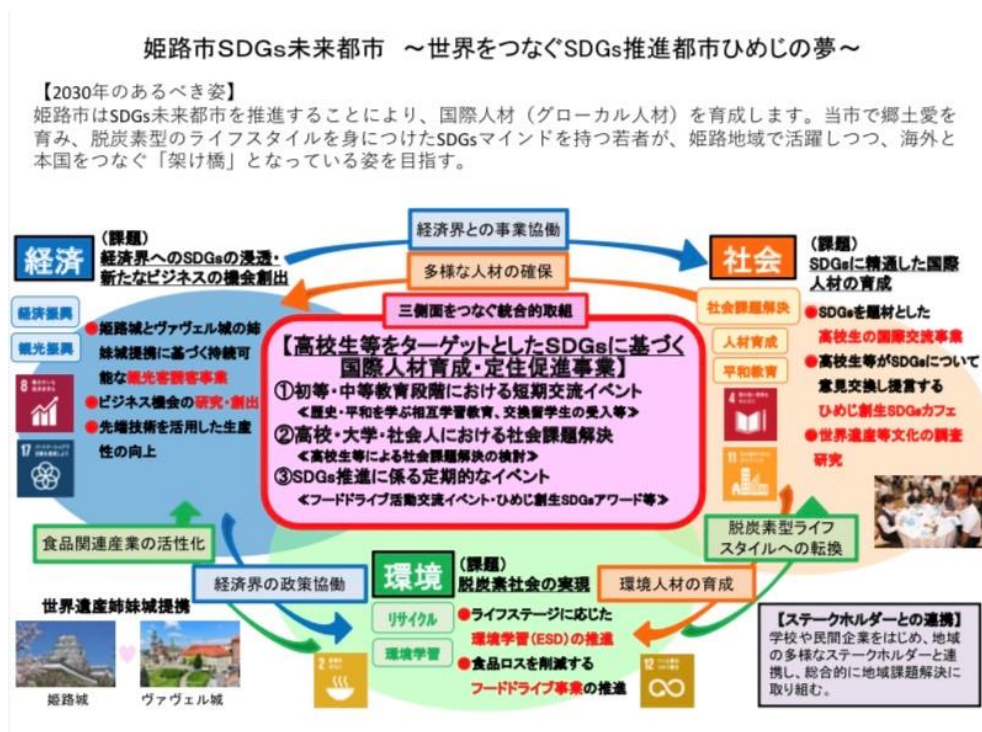 姫路市SDGs未来都市 ～世界をつなぐSDGs推進都市ひめじの夢～
【2030年のあるべき姿】
姫路市はSDGs未来都市を推進することにより、国際人材（グローカル人材）を育成します。当市で郷土愛を
育み、脱炭素型のライフスタイルを身につけたSDGsマインドを持つ若者が、姫路地域で活躍しつつ、海外と
本国をつなぐ「架け橋」となっている姿を目指す。
経済
(課題)
経済界へのSDGsの浸透・
新たなビジネスの機会創出
経済振興
観光振興
●姫路城とヴァヴェル城の姉
妹城提携に基づく持続可
能な観光客誘客事業
●ビジネス機会の研究・創出
●先端技術を活用した生産
性の向上
8
17
経済界との事業協働
多様な人材の確保
三側面をつなぐ統合的取組
【高校生等をターゲットとしたSDGsに基づく
国際人材育成・定住促進事業】
①初等・中等教育段階における短期交流イベント
≪歴史・平和を学ぶ相互学習教育、交換留学生の受入等≫
②高校・大学・社会人における社会課題解決
≪高校生等による社会課題解決の検討≫
③SDGs推進に係る定期的なイベント
≪フードドライブ活動交流イベント・ひめじ創生SDGsアワード等≫
社会
(課題)
SDGsに精通した国際
人材の育成
社会課題解決
人材育成
平和教育
●SDGsを題材とした
高校生の国際交流事業
●高校生等がSDGsについて
意見交換し提言する
ひめじ創生SDGsカフェ
●世界遺産等文化の調査
研究
4
11
食品関連産業の活性化
経済界の政策協働
脱炭素型ライフ
スタイルへの転換
環境人材の育成
環境
(課題)
脱炭素社会の実現
リサイクル
環境学習
●ライフステージに応じた
環境学習(ESD)の推進
●食品ロスを削減する
フードドライブ事業の推進
2
12
世界遺産姉妹城提携
姫路城
ヴァヴェル城
【ステークホルダーとの連携】
学校や民間企業をはじめ、地域
の多様なステークホルダーと連
携し、総合的に地域課題解決に
取り組む。